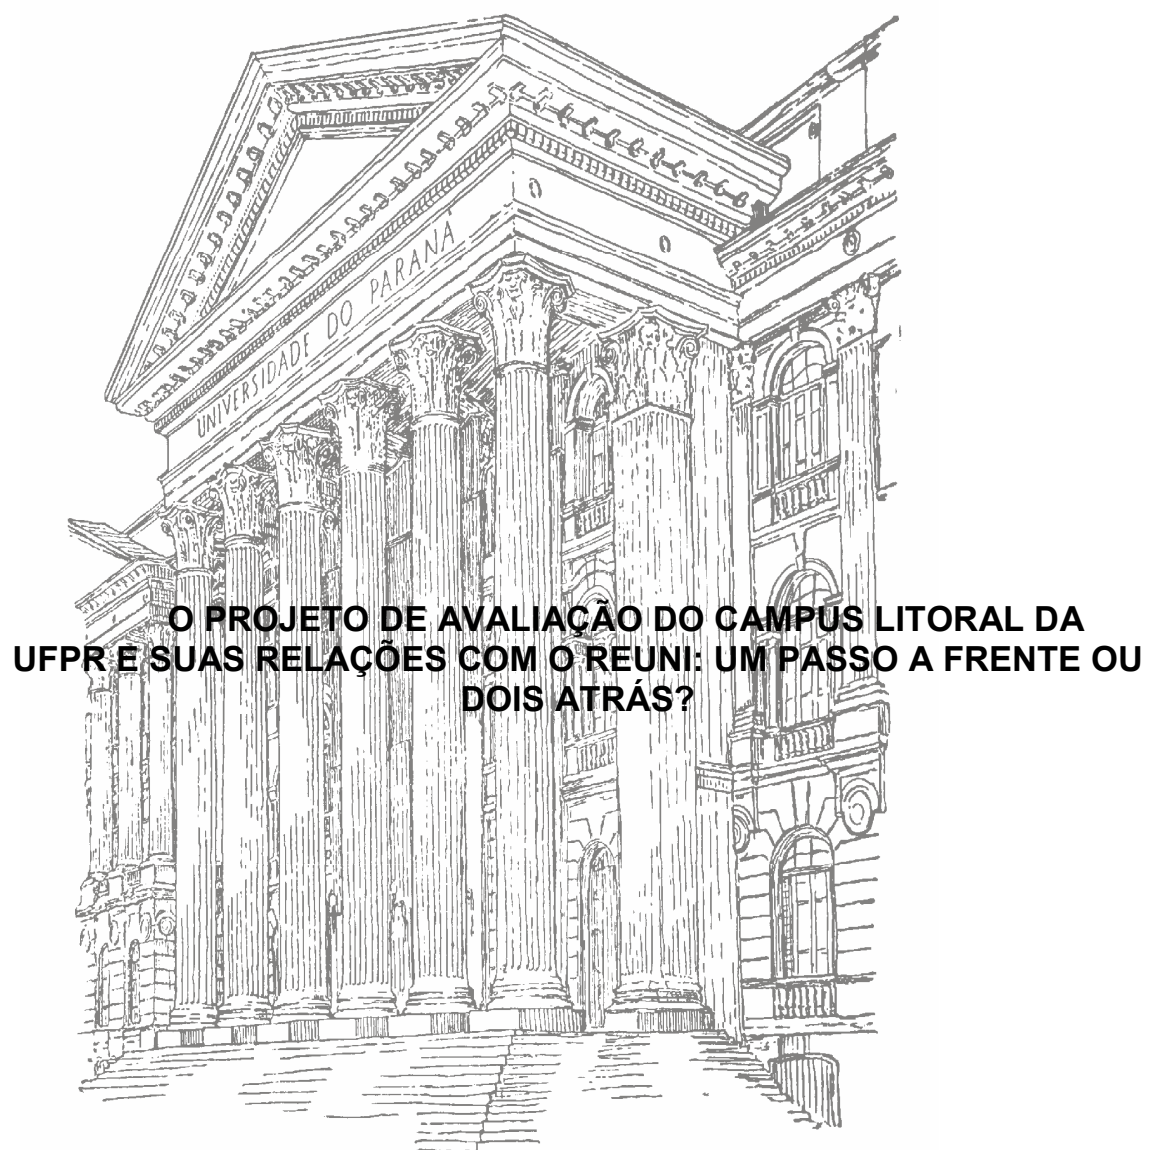 UNIVERSIDADE DO PARANÁ
O PROJETO DE AVALIAÇÃO DO CAMPUS LITORAL DA
UFPR E SUAS RELAÇÕES COM O REUNI: UM PASSO A FRENTE OU
DOIS ATRÁS?